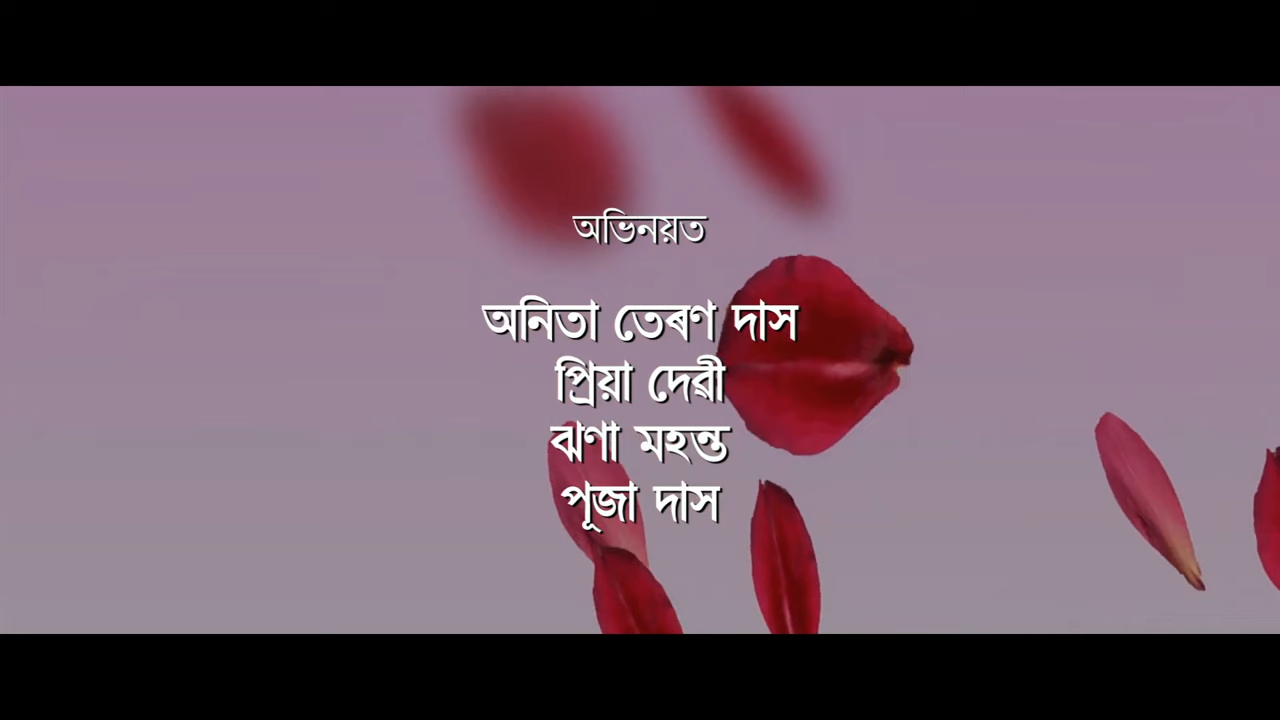 অভিনয়ত
অনিতা তেৰণ দাস
প্ৰিয়া দেৱী
ঝণা মহন্ত
পূজা দাস